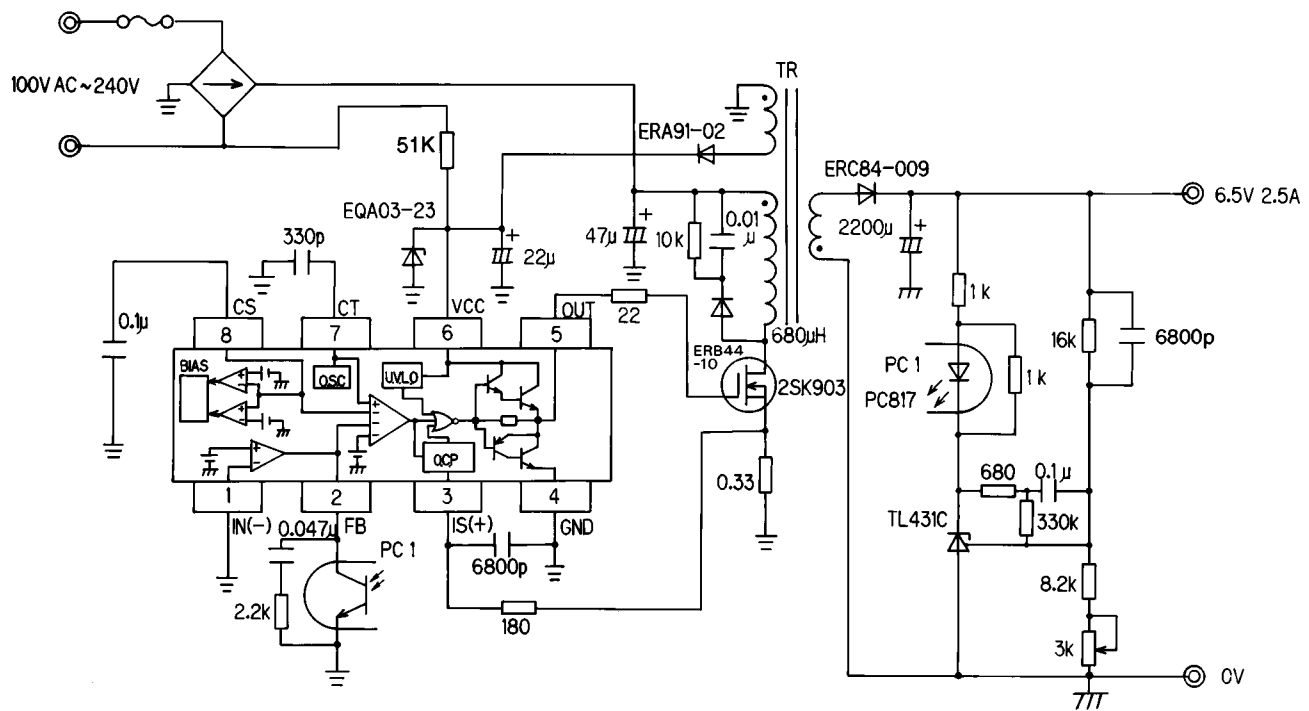 100V AC ~ 240V
51K
TR
ERA91-02
ERC84-009
6.5V 2.5A
EQA03-23
330p
22μ
47μ
10k
0.01
μ
2200μ
1 k
0.1μ
CS
CT
VCC
OUT
22
680μH
8
7
6
5
ERB44
-10
2SK903
16k
6800p
BIAS
OSC
UVLO
OCP
PC 1
PC817
1k
0.33
680
0.1μ
330k
TL431C
1
2
3
4
IN(-)
FB
IS(+)
GND
0.047μ
PC 1
6800p
2.2k
180
8.2k
3k
0V